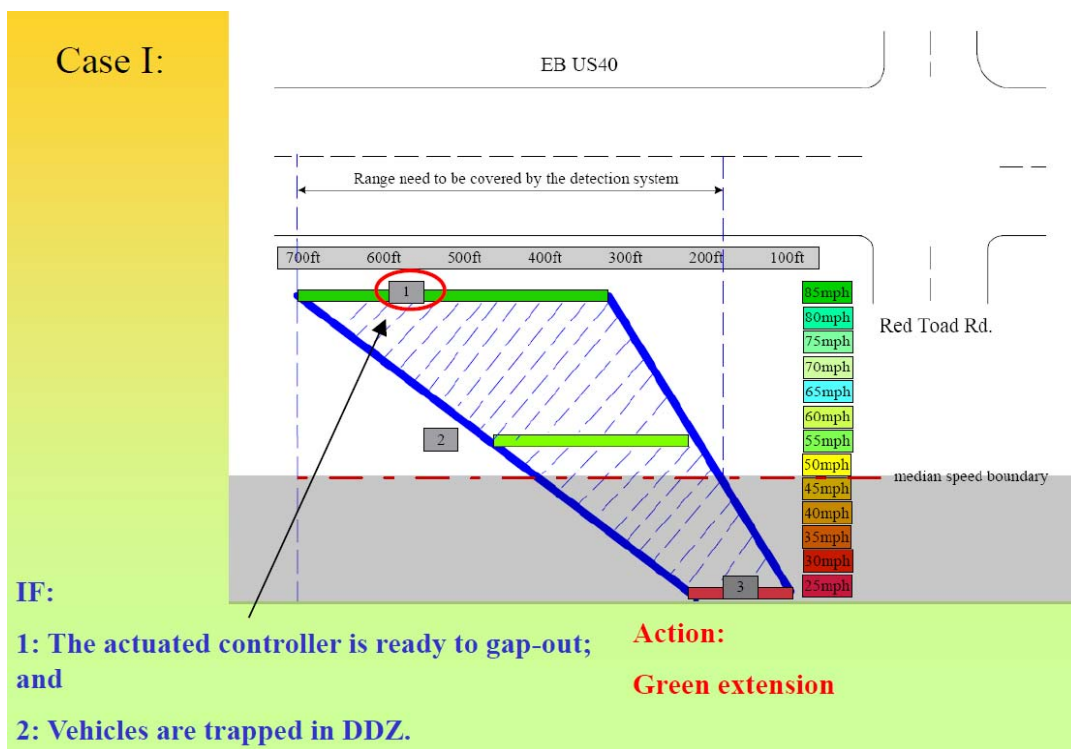 Case I:
EB US40
Range need to be covered by the detection system
700ft 600ft 500ft 400ft 300ft 200ft 100ft
1
85mph
80mph
Red Toad Rd.
75mph
70mph
65mph
60mph
2
55mph
50mph
median speed boundary
45mph
40mph
35mph
30mph
3
25mph
IF:
1: The actuated controller is ready to gap-out;
and
2: Vehicles are trapped in DDZ.
Action:
Green extension